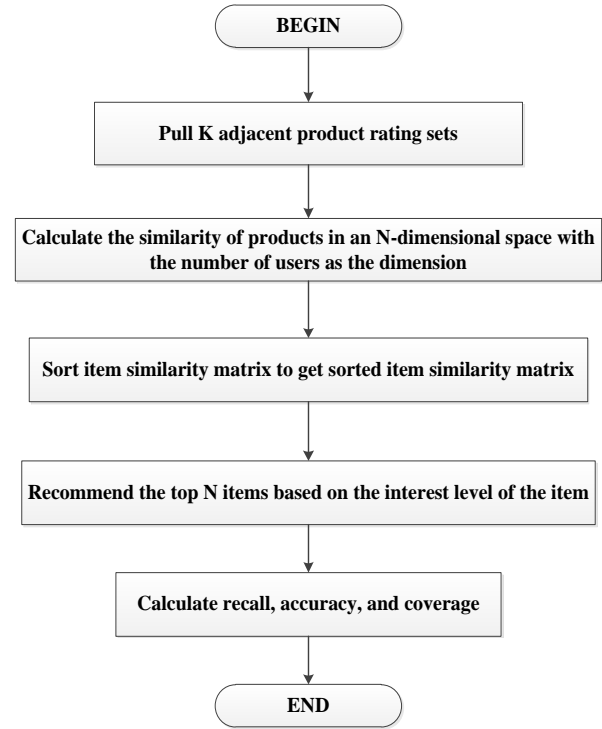 BEGIN
Pull K adjacent product rating sets
Calculate the similarity of products in an N-dimensional space with
the number of users as the dimension
Sort item similarity matrix to get sorted item similarity matrix
Recommend the top N items based on the interest level of the item
Calculate recall, accuracy, and coverage
END